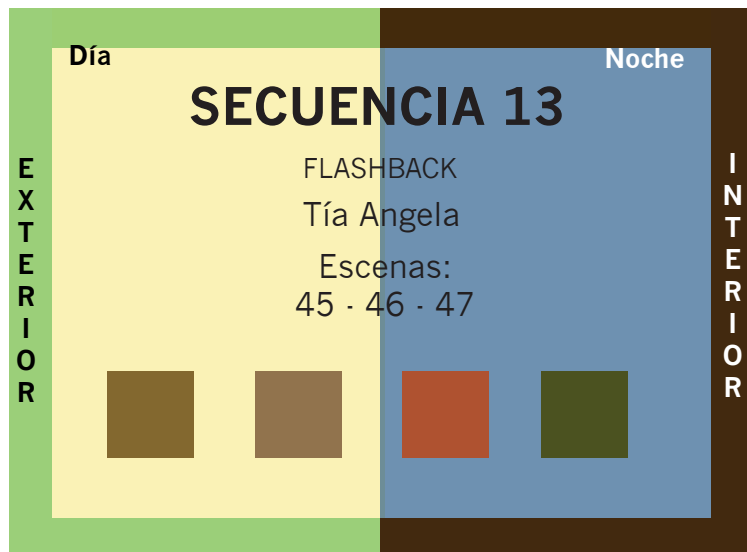 Día
Noche
SECUENCIA 13
FLASHBACK
Tía Angela
Escenas:
45 - 46 - 47
EXTERIOR
INTERIOR